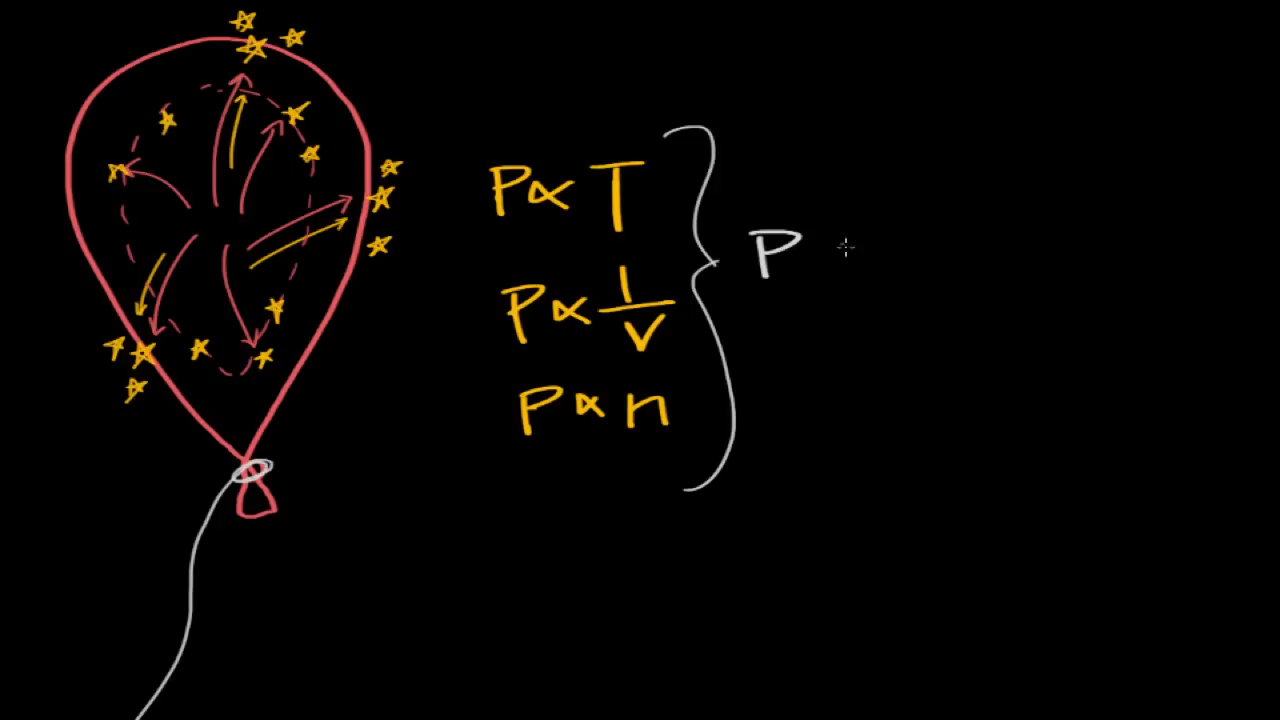 P ∝ T
P ∝ 1/V
P ∝ n
P